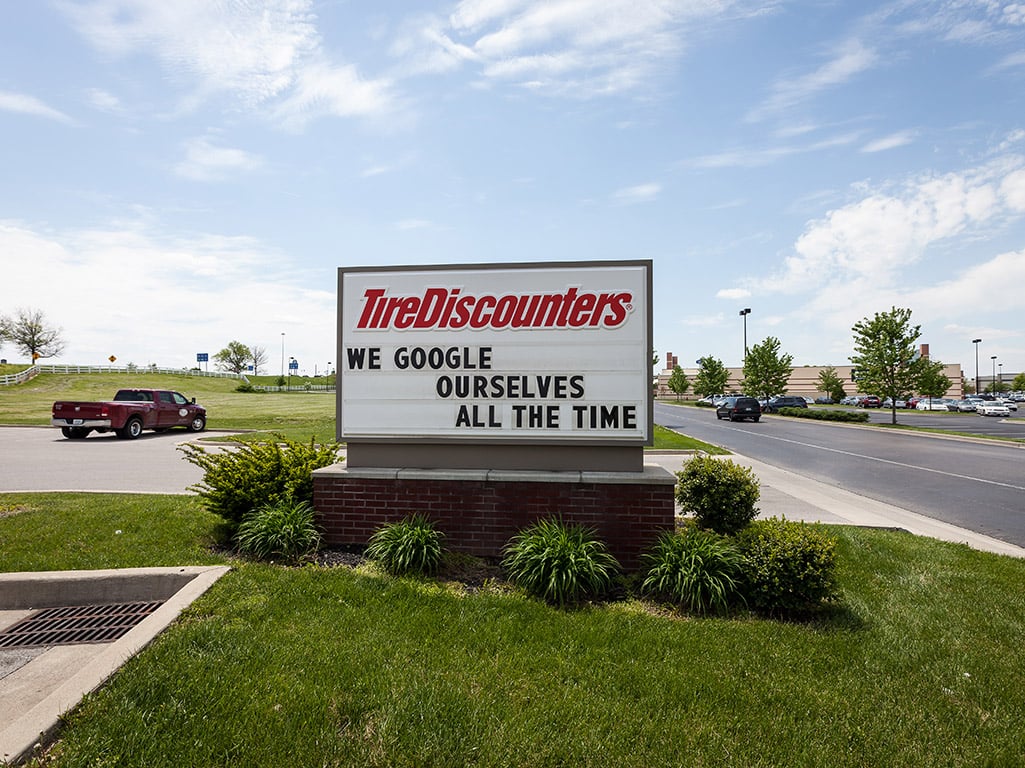 TireDiscounters®
WE GOOGLE
OURSELVES
ALL THE TIME